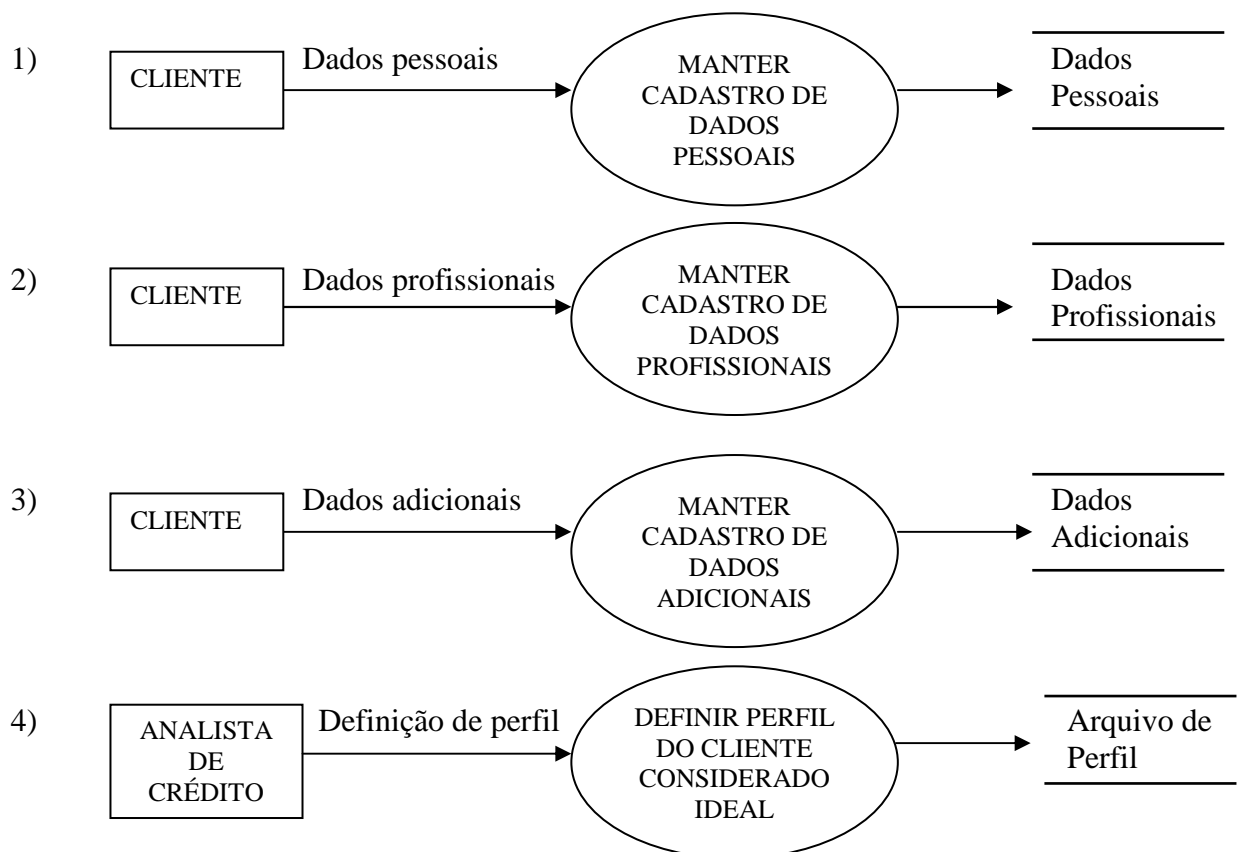 1)
CLIENTE
Dados pessoais
MANTER
CADASTRO DE
DADOS
PESSOAIS
Dados
Pessoais
2)
CLIENTE
Dados profissionais
MANTER
CADASTRO DE
DADOS
PROFISSIONAIS
Dados
Profissionais
3)
CLIENTE
Dados adicionais
MANTER
CADASTRO DE
DADOS
ADICIONAIS
Dados
Adicionais
4)
ANALISTA
DE
CRÉDITO
Definição de perfil
DEFINIR PERFIL
DO CLIENTE
CONSIDERADO
IDEAL
Arquivo de
Perfil